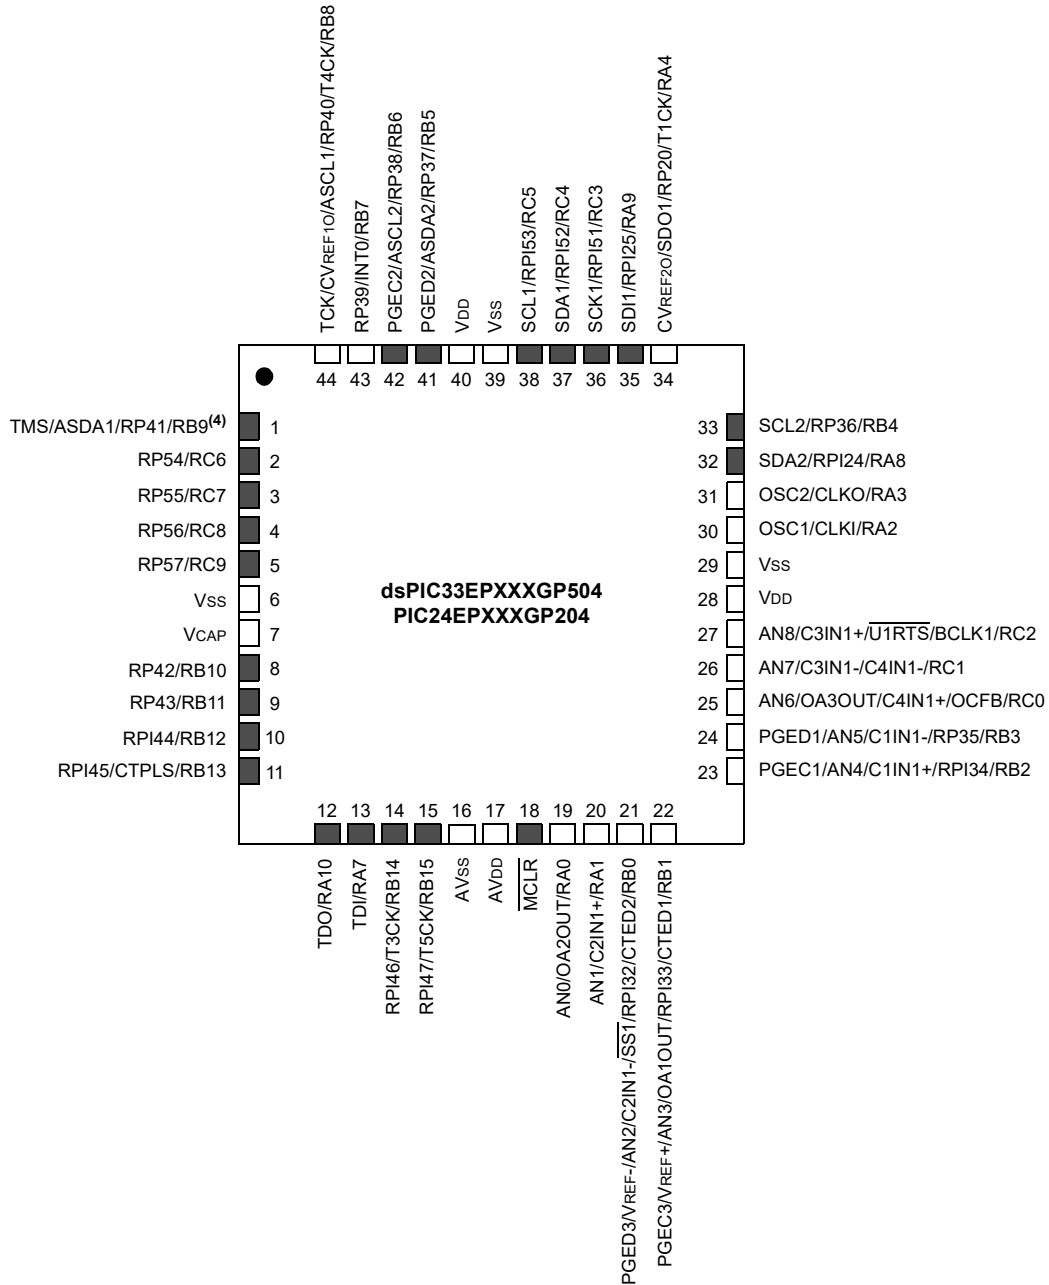 TCK/CVREF1O/ASCL1/RP40/T4CK/RB8
RP39/INT0/RB7
PGEC2/ASCL2/RP38/RB6
PGED2/ASDA2/RP37/RB5
VDD
VSS
SCL1/RPI53/RC5
SDA1/RPI52/RC4
SCK1/RPI51/RC3
SDI1/RPI25/RA9
CVREF2O/SDO1/RP20/T1CK/RA4
44 43 42 41 40 39 38 37 36 35 34
TMS/ASDA1/RP41/RB9(4) 1
RP54/RC6 2
RP55/RC7 3
RP56/RC8 4
RP57/RC9 5
VSS 6
VCAP 7
RP42/RB10 8
RP43/RB11 9
RPI44/RB12 10
RPI45/CTPLS/RB13 11
dsPIC33EPXXXGP504
PIC24EPXXXGP204
33 SCL2/RP36/RB4
32 SDA2/RPI24/RA8
31 OSC2/CLKO/RA3
30 OSC1/CLKI/RA2
29 VSS
28 VDD
27 AN8/C3IN1+/U1RTS/BCLK1/RC2
26 AN7/C3IN1-/C4IN1-/RC1
25 AN6/OA3OUT/C4IN1+/OCFB/RC0
24 PGED1/AN5/C1IN1-/RP35/RB3
23 PGEC1/AN4/C1IN1+/RPI34/RB2
12 13 14 15 16 17 18 19 20 21 22
TDO/RA10
TDI/RA7
RPI46/T3CK/RB14
RPI47/T5CK/RB15
AVSS
AVDD
MCLR
AN0/OA2OUT/RA0
AN1/C2IN1+/RA1
PGED3/VREF-/AN2/C2IN1-/SS1/RPI32/CTED2/RB0
PGEC3/VREF+/AN3/OA1OUT/RPI33/CTED1/RB1